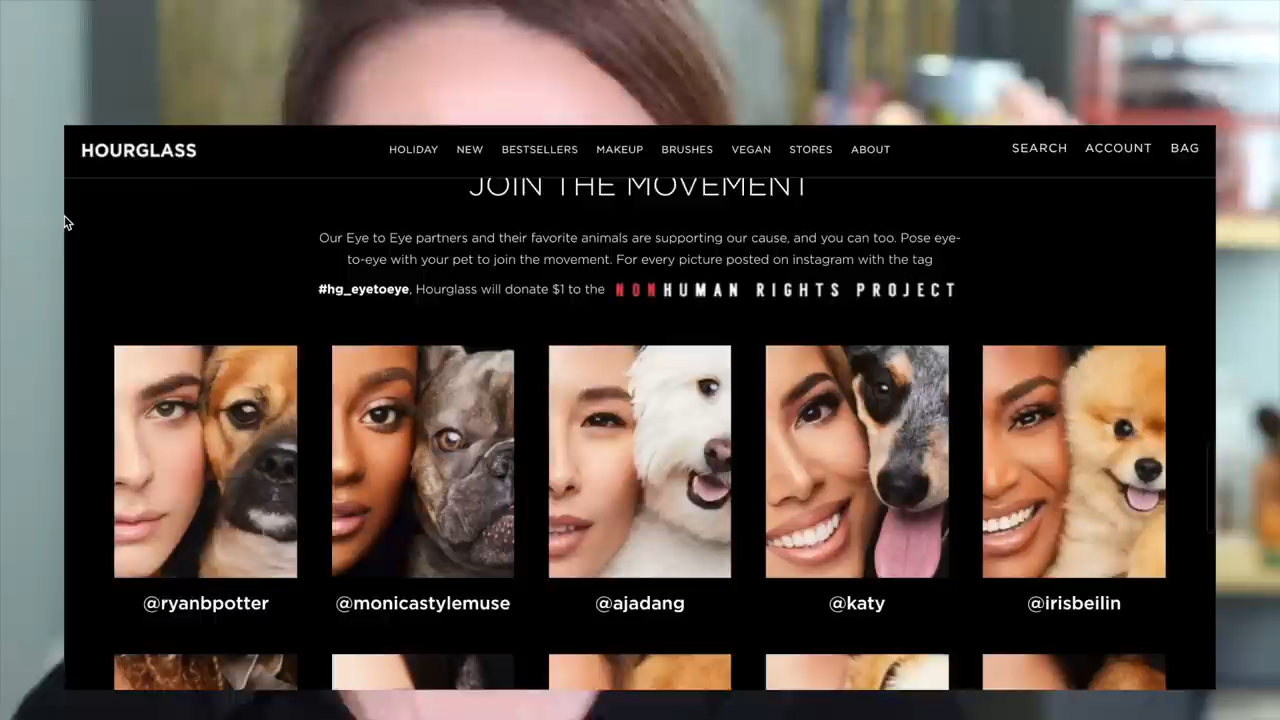 HOURGLASS
HOLIDAY NEW BESTSELLERS MAKEUP BRUSHES VEGAN STORES ABOUT
SEARCH ACCOUNT BAG
JOIN THE MOVEMENT
Our Eye to Eye partners and their favorite animals are supporting our cause, and you can too. Pose eye-
to-eye with your pet to join the movement. For every picture posted on instagram with the tag
#hg_eyetoeye, Hourglass will donate $1 to the NONHUMAN RIGHTS PROJECT
@ryanbpotter @monicastylemuse @ajadang @katy @irisbeilin